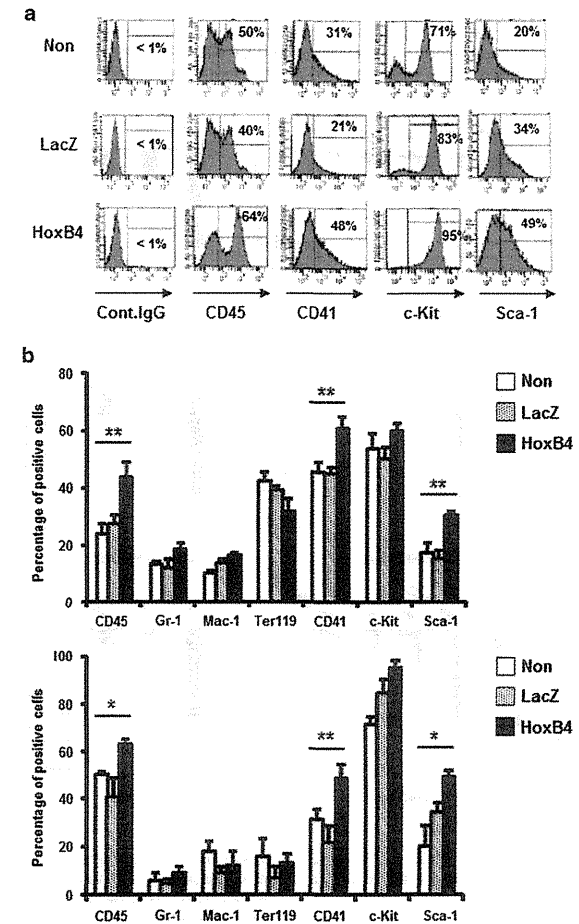 a
Non
< 1%
50%
31%
71%
20%
LacZ
< 1%
40%
21%
83%
34%
HoxB4
< 1%
64%
48%
95%
49%
Cont.IgG
CD45
CD41
c-Kit
Sca-1
b
Percentage of positive cells
80
60
40
20
0
**
**
**
Non
LacZ
HoxB4
CD45
Gr-1
Mac-1
Ter119
CD41
c-Kit
Sca-1
Percentage of positive cells
100
80
60
40
20
0
*
**
*
Non
LacZ
HoxB4
CD45
Gr-1
Mac-1
Ter119
CD41
c-Kit
Sca-1